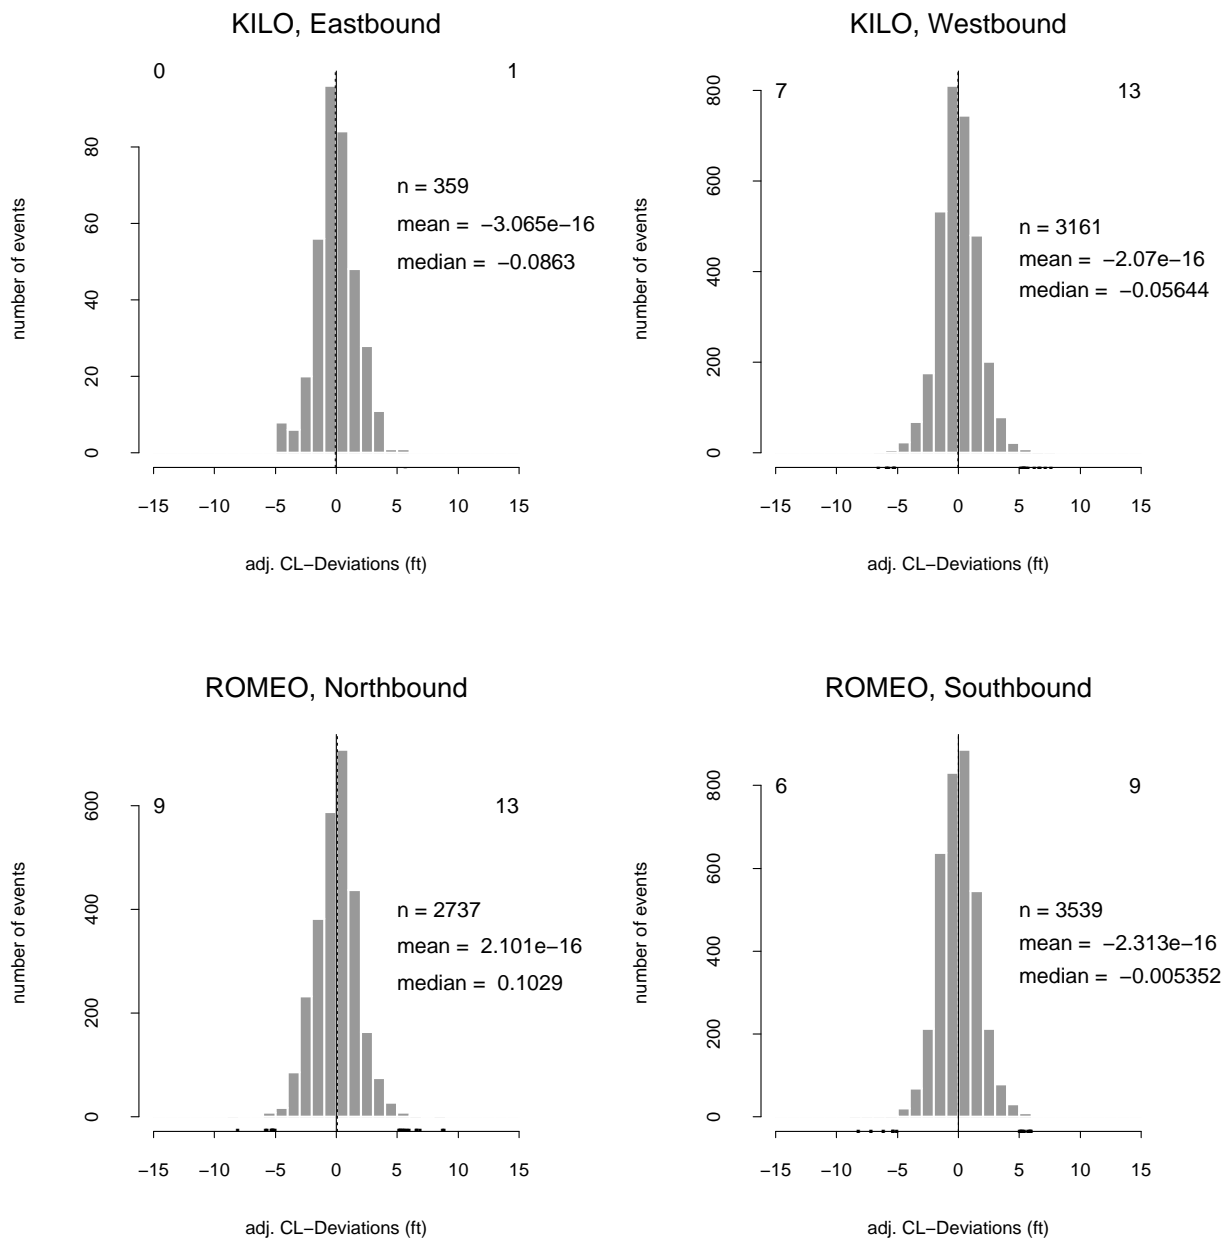 KILO, Eastbound
0 1
number of events
80
60
40
20
0
n = 359
mean = −3.065e−16
median = −0.0863
−15 −10 −5 0 5 10 15
adj. CL−Deviations (ft)
KILO, Westbound
7 13
number of events
800
600
400
200
0
n = 3161
mean = −2.07e−16
median = −0.05644
−15 −10 −5 0 5 10 15
adj. CL−Deviations (ft)
ROMEO, Northbound
9 13
number of events
600
400
200
0
n = 2737
mean = 2.101e−16
median = 0.1029
−15 −10 −5 0 5 10 15
adj. CL−Deviations (ft)
ROMEO, Southbound
6 9
number of events
800
600
400
200
0
n = 3539
mean = −2.313e−16
median = −0.005352
−15 −10 −5 0 5 10 15
adj. CL−Deviations (ft)